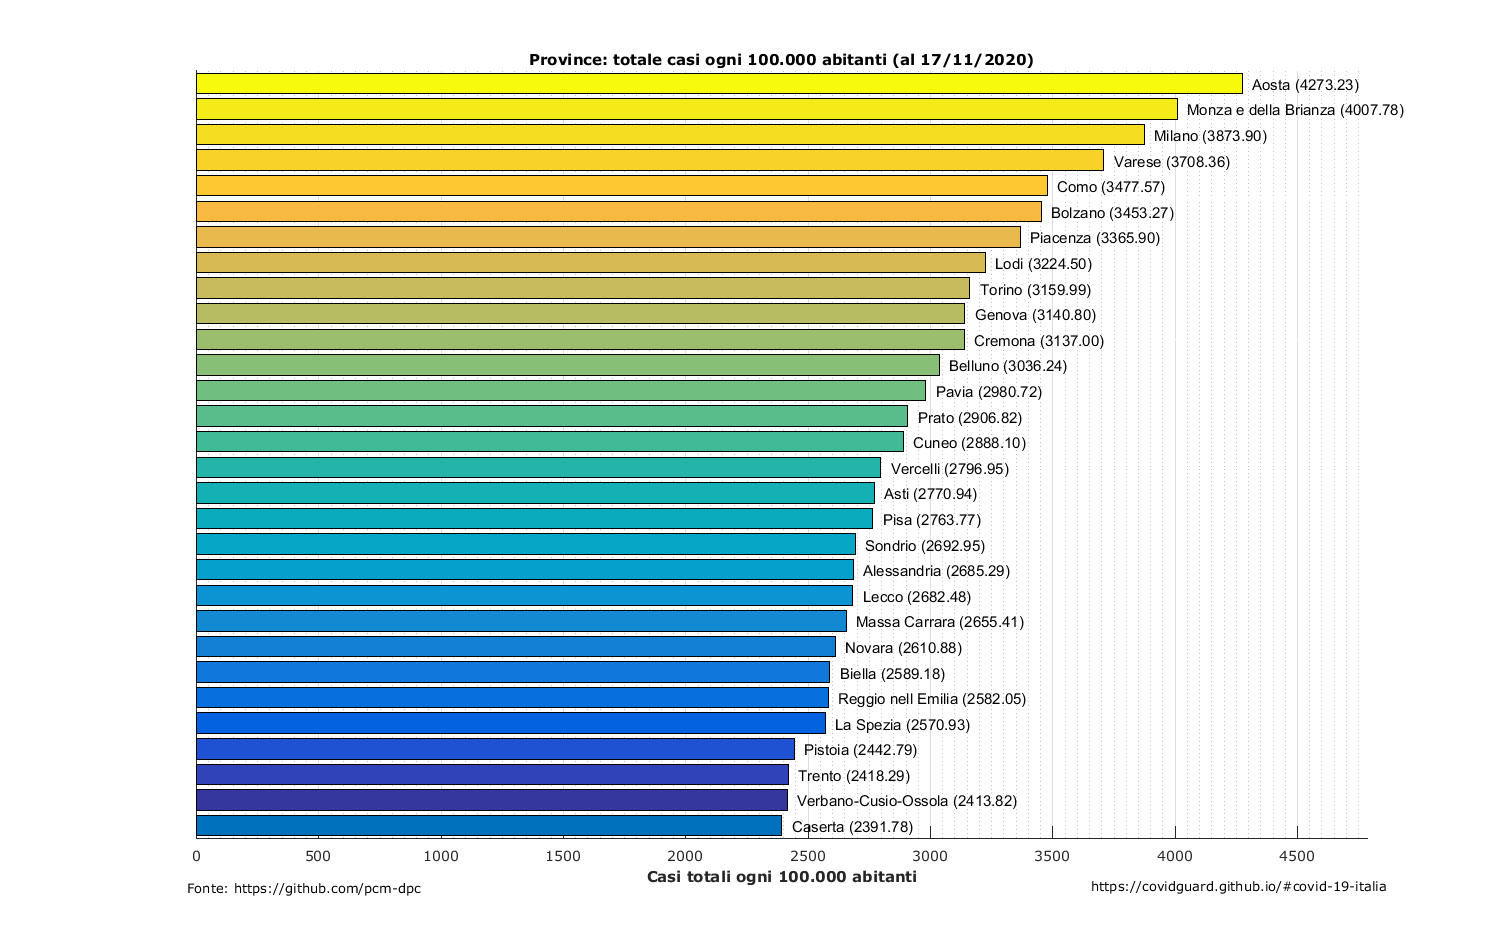 Province: totale casi ogni 100.000 abitanti (al 17/11/2020)
Aosta (4273.23)
Monza e della Brianza (4007.78)
Milano (3873.90)
Varese (3708.36)
Como (3477.57)
Bolzano (3453.27)
Piacenza (3365.90)
Lodi (3224.50)
Torino (3159.99)
Genova (3140.80)
Cremona (3137.00)
Belluno (3036.24)
Pavia (2980.72)
Prato (2906.82)
Cuneo (2888.10)
Vercelli (2796.95)
Asti (2770.94)
Pisa (2763.77)
Sondrio (2692.95)
Alessandria (2685.29)
Lecco (2682.48)
Massa Carrara (2655.41)
Novara (2610.88)
Biella (2589.18)
Reggio nell Emilia (2582.05)
La Spezia (2570.93)
Pistoia (2442.79)
Trento (2418.29)
Verbano-Cusio-Ossola (2413.82)
Caserta (2391.78)
0 500 1000 1500 2000 2500 3000 3500 4000 4500
Casi totali ogni 100.000 abitanti
Fonte: https://github.com/pcm-dpc
https://covidguard.github.io/#covid-19-italia